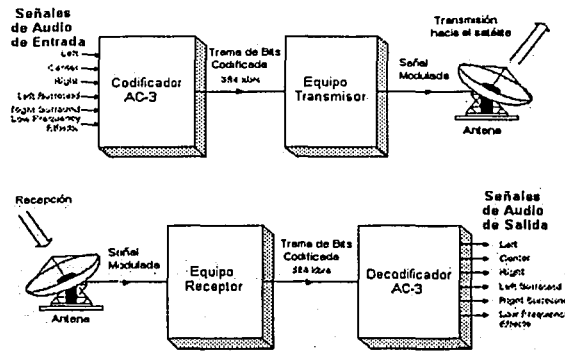 Señales
de Audio
de Entrada
Left
Center
Right
Left Surround
Right Surround
Low Frequency
Effects
Codificador
AC-3
Trama de Bits
Codificada
384 kbps
Equipo
Transmisor
Señal
Modulada
Transmisión
hacia el satélite
Antena
Recepción
Antena
Señal
Modulada
Equipo
Receptor
Trama de Bits
Codificada
384 kbps
Decodificador
AC-3
Señales
de Audio
de Salida
Left
Center
Right
Left Surround
Right Surround
Low Frequency
Effects